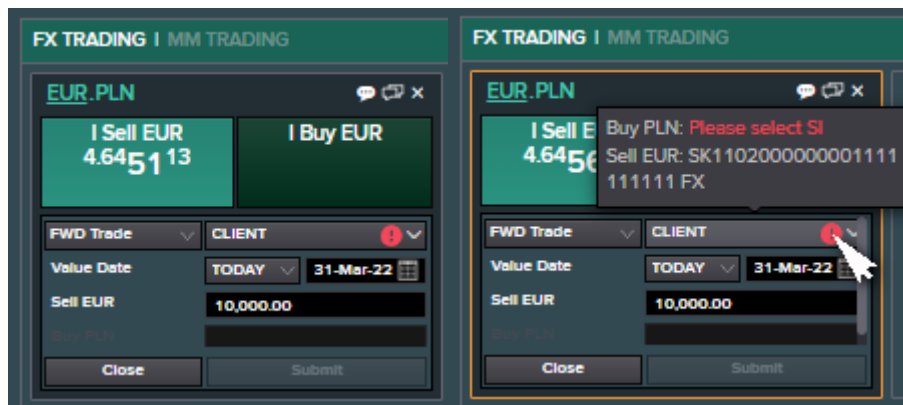 FX TRADING I MM TRADING
EUR.PLN
I Sell EUR
4.645113
I Buy EUR
FWD Trade
CLIENT
Value Date
TODAY
31-Mar-22
Sell EUR
10,000.00
Buy PLN
Close
Submit
FX TRADING I MM TRADING
EUR.PLN
I Sell E
4.6456
Buy PLN: Please select SI
Sell EUR: SK1102000000001111
111111 FX
FWD Trade
CLIENT
Value Date
TODAY
31-Mar-22
Sell EUR
10,000.00
Buy PLN
Close
Submit